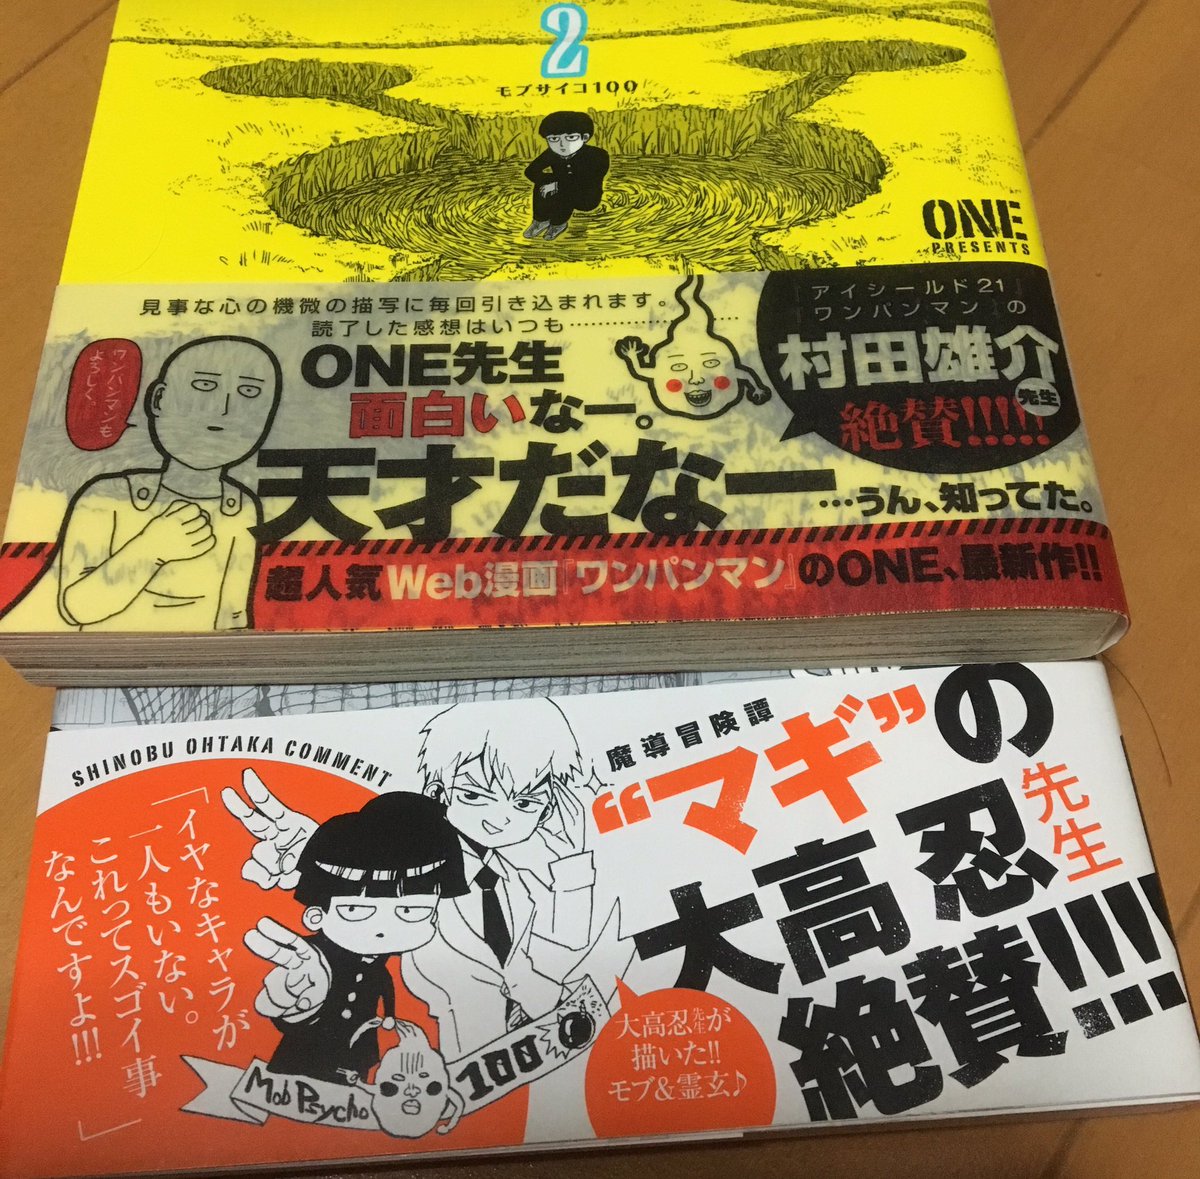 2
モブサイコ100
ONE
PRESENTS
見事な心の機微の描写に毎回引き込まれます。
読了した感想はいつも………………………
ONE先生
面白いなー。
天才だなー
…うん、知ってた。
ワンパンマンも
よろしく。
『アイシールド21』
『ワンパンマン』の
村田雄介
先生
絶賛!!!!!
超人気Web漫画『ワンパンマン』のONE、最新作!!
SHINOBU OHTAKA COMMENT
「イヤなキャラが
一人もいない。
これってスゴイ事
なんですよ!!!」
魔導冒険譚
“マギ”の
大高忍
先生
絶賛!!!!
大高忍先生が
描いた!!
モブ&霊玄♪
Mob Psycho
100